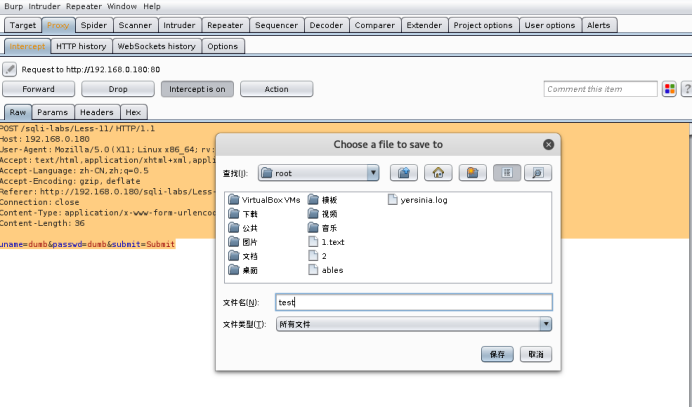 Burp Intruder Repeater Window Help
Target Proxy Spider Scanner Intruder Repeater Sequencer Decoder Comparer Extender Project options User options Alerts
Intercept HTTP history WebSockets history Options
Request to http://192.168.0.180:80
Forward Drop Intercept is on Action Comment this item ?
Raw Params Headers Hex
POST /sqli-labs/Less-11/ HTTP/1.1
Host: 192.168.0.180
User-Agent: Mozilla/5.0 (X11; Linux x86_64; rv:
Accept: text/html,application/xhtml+xml,appli
Accept-Language: zh-CN,zh;q=0.5
Accept-Encoding: gzip, deflate
Referer: http://192.168.0.180/sqli-labs/Less-
Connection: close
Content-Type: application/x-www-form-urlencod
Content-Length: 36
uname=dumb&passwd=dumb&submit=Submit
Choose a file to save to
查找(I): root
VirtualBox VMs 模板 yersinia.log
下载 视频
公共 音乐
图片 1.text
文档 2
桌面 ables
文件名(N): test
文件类型(T): 所有文件
保存 取消